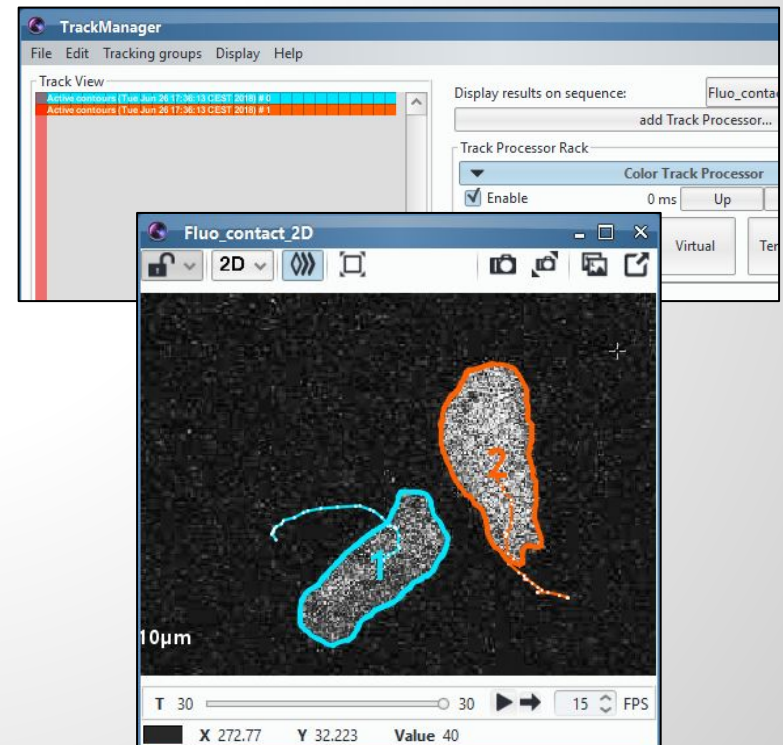 TrackManager
File Edit Tracking groups Display Help
Track View
Active contours (Tue Jun 26 17:36:13 CEST 2018) # 0
Active contours (Tue Jun 26 17:36:13 CEST 2018) # 1
Display results on sequence: Fluo_contac
add Track Processor...
Track Processor Rack
Color Track Processor
Enable 0 ms Up
Virtual Ter
Fluo_contact_2D
2D
2
1
10μm
T 30 30 15 FPS
X 272.77 Y 32.223 Value 40